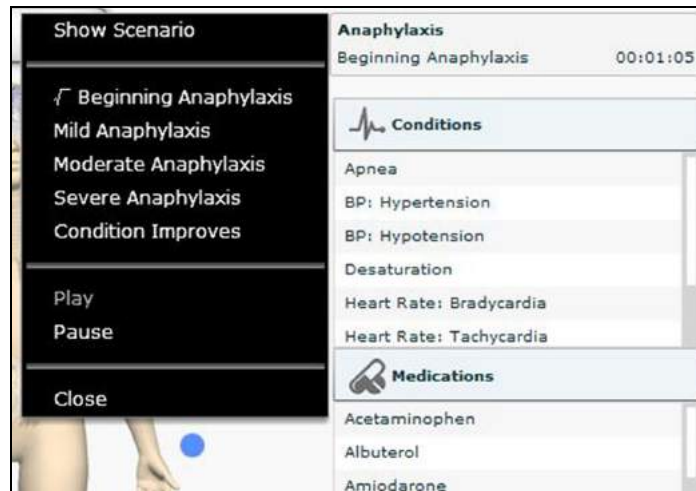 Show Scenario
√ Beginning Anaphylaxis
Mild Anaphylaxis
Moderate Anaphylaxis
Severe Anaphylaxis
Condition Improves
Play
Pause
Close
Anaphylaxis
Beginning Anaphylaxis 00:01:05
Conditions
Apnea
BP: Hypertension
BP: Hypotension
Desaturation
Heart Rate: Bradycardia
Heart Rate: Tachycardia
Medications
Acetaminophen
Albuterol
Amiodarone